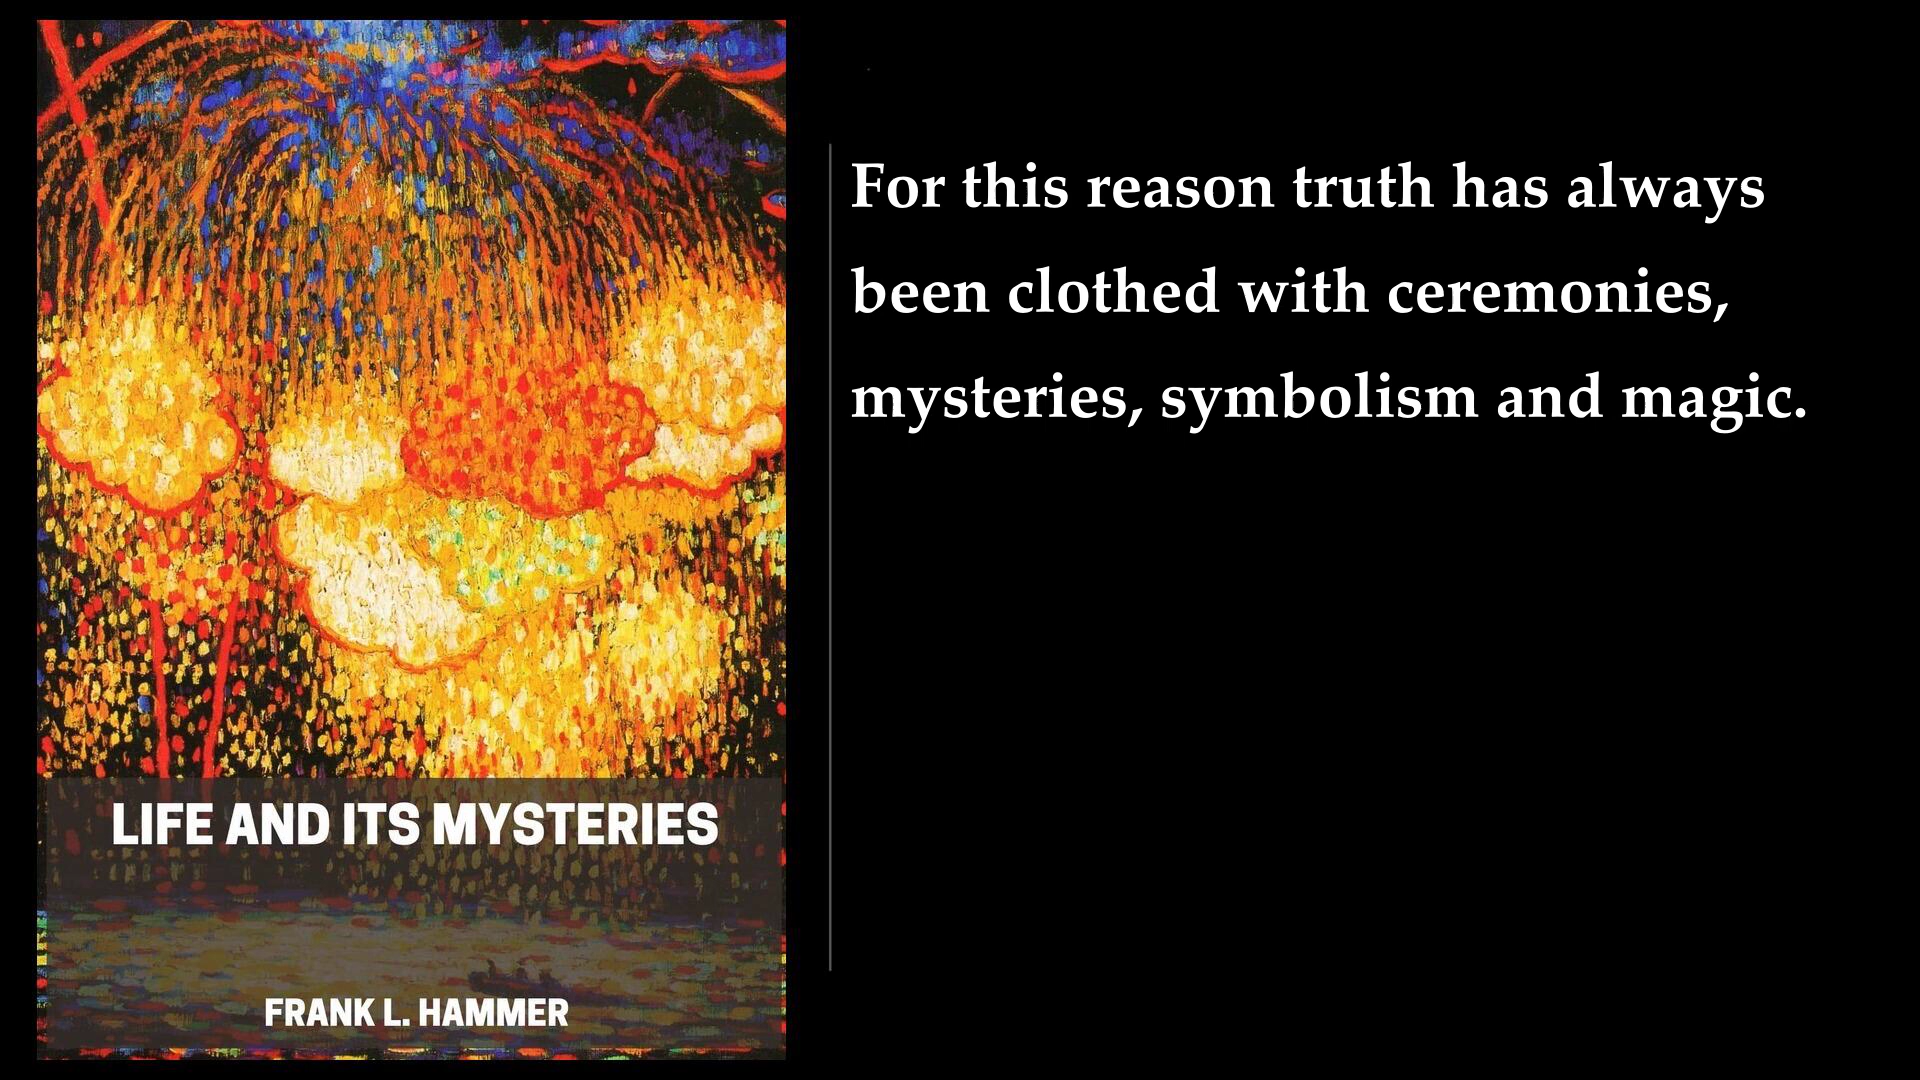 For this reason truth has always
been clothed with ceremonies,
mysteries, symbolism and magic.
LIFE AND ITS MYSTERIES
FRANK L. HAMMER